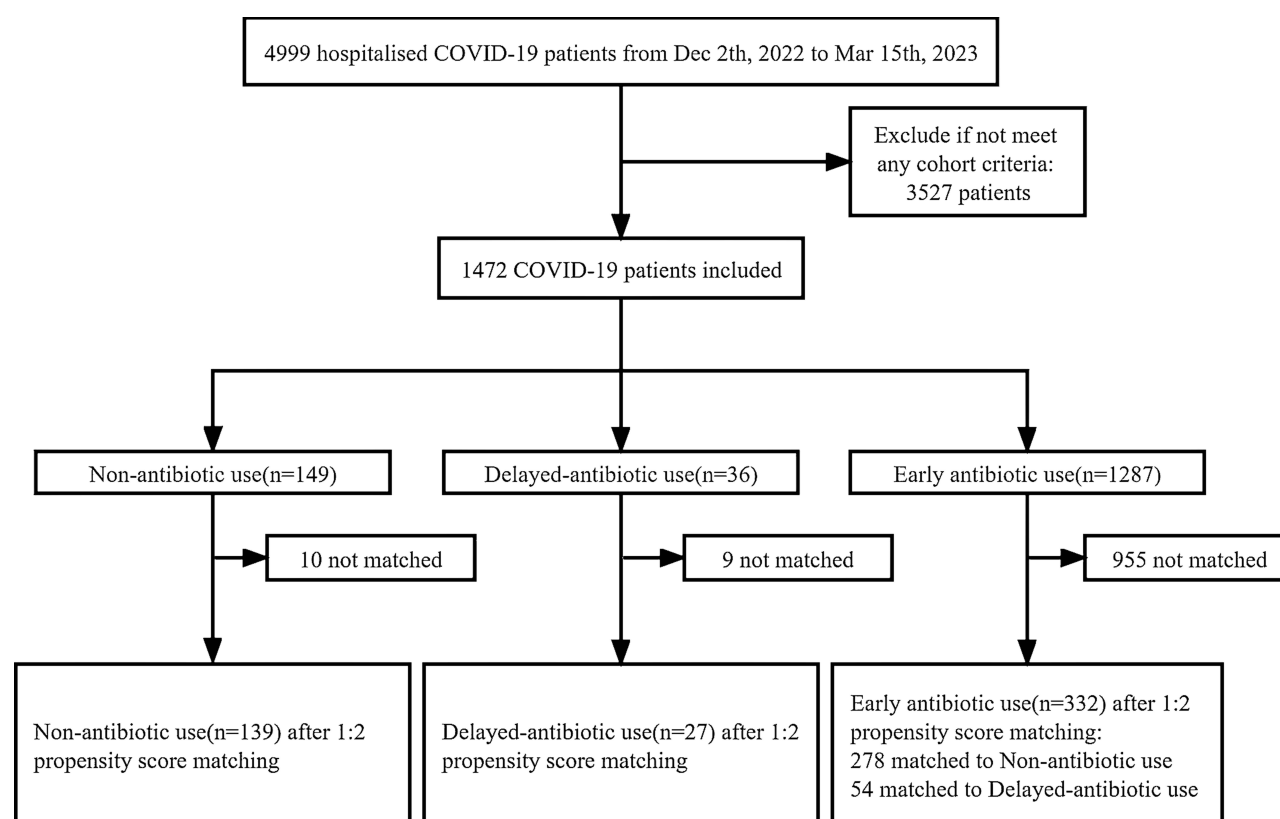 4999 hospitalised COVID-19 patients from Dec 2th, 2022 to Mar 15th, 2023
Exclude if not meet
any cohort criteria:
3527 patients
1472 COVID-19 patients included
Non-antibiotic use(n=149)
Delayed-antibiotic use(n=36)
Early antibiotic use(n=1287)
10 not matched
9 not matched
955 not matched
Non-antibiotic use(n=139) after 1:2
propensity score matching
Delayed-antibiotic use(n=27) after 1:2
propensity score matching
Early antibiotic use(n=332) after 1:2
propensity score matching:
278 matched to Non-antibiotic use
54 matched to Delayed-antibiotic use